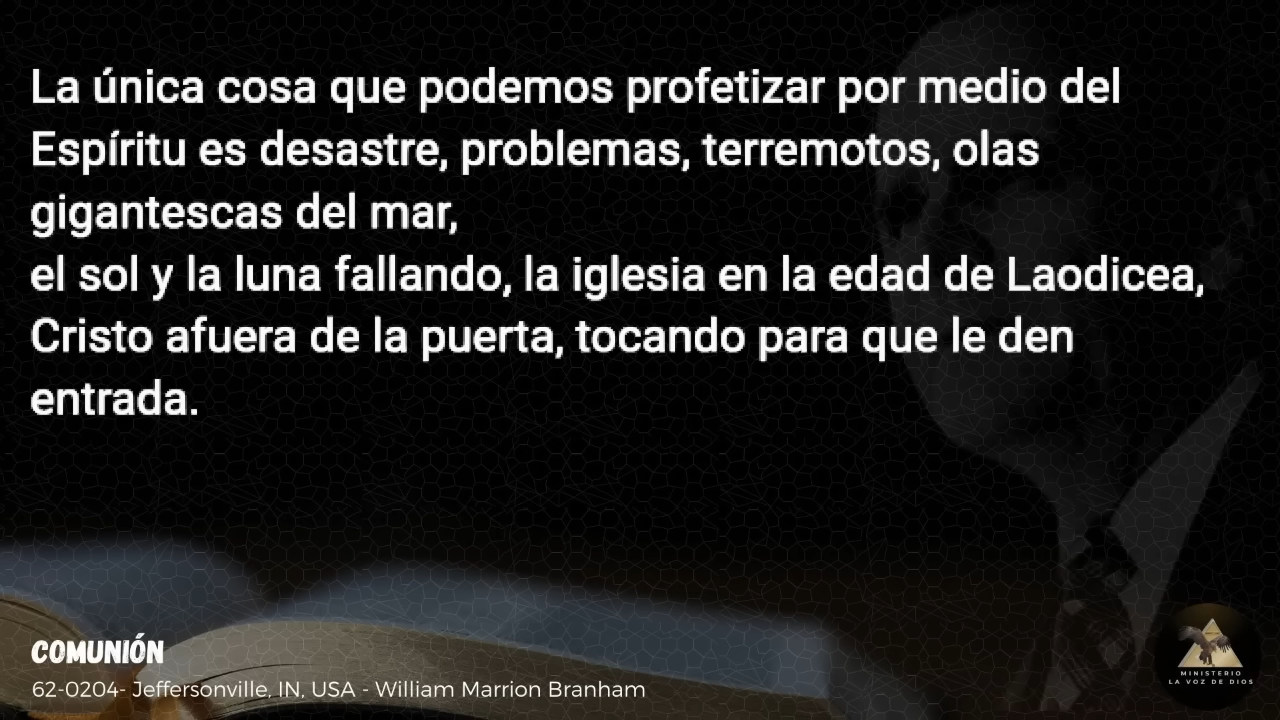 La única cosa que podemos profetizar por medio del
Espíritu es desastre, problemas, terremotos, olas
gigantescas del mar,
el sol y la luna fallando, la iglesia en la edad de Laodicea,
Cristo afuera de la puerta, tocando para que le den
entrada.
COMUNIÓN
62-0204- Jeffersonville, IN, USA - William Marrion Branham
MINISTERIO
LA VOZ DE DIOS